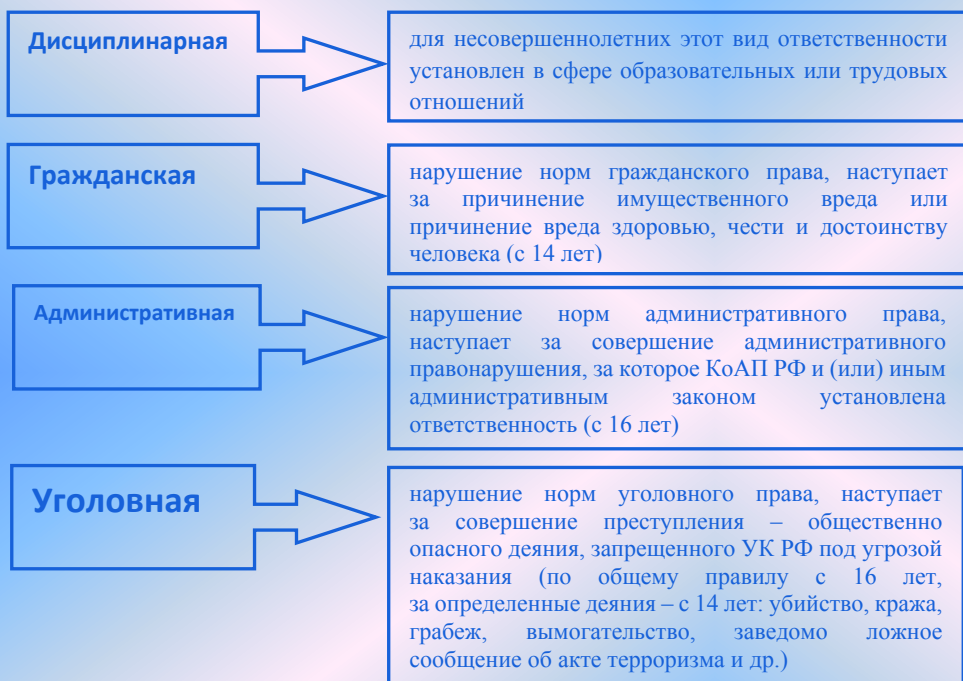 Дисциплинарная
для несовершеннолетних этот вид ответственности
установлен в сфере образовательных или трудовых
отношений
Гражданская
нарушение норм гражданского права, наступает
за причинение имущественного вреда или
причинение вреда здоровью, чести и достоинству
человека (с 14 лет)
Административная
нарушение норм административного права,
наступает за совершение административного
правонарушения, за которое КоАП РФ и (или) иным
административным законом установлена
ответственность (с 16 лет)
Уголовная
нарушение норм уголовного права, наступает
за совершение преступления – общественно
опасного деяния, запрещенного УК РФ под угрозой
наказания (по общему правилу с 16 лет,
за определенные деяния – с 14 лет: убийство, кража,
грабеж, вымогательство, заведомо ложное
сообщение об акте терроризма и др.)